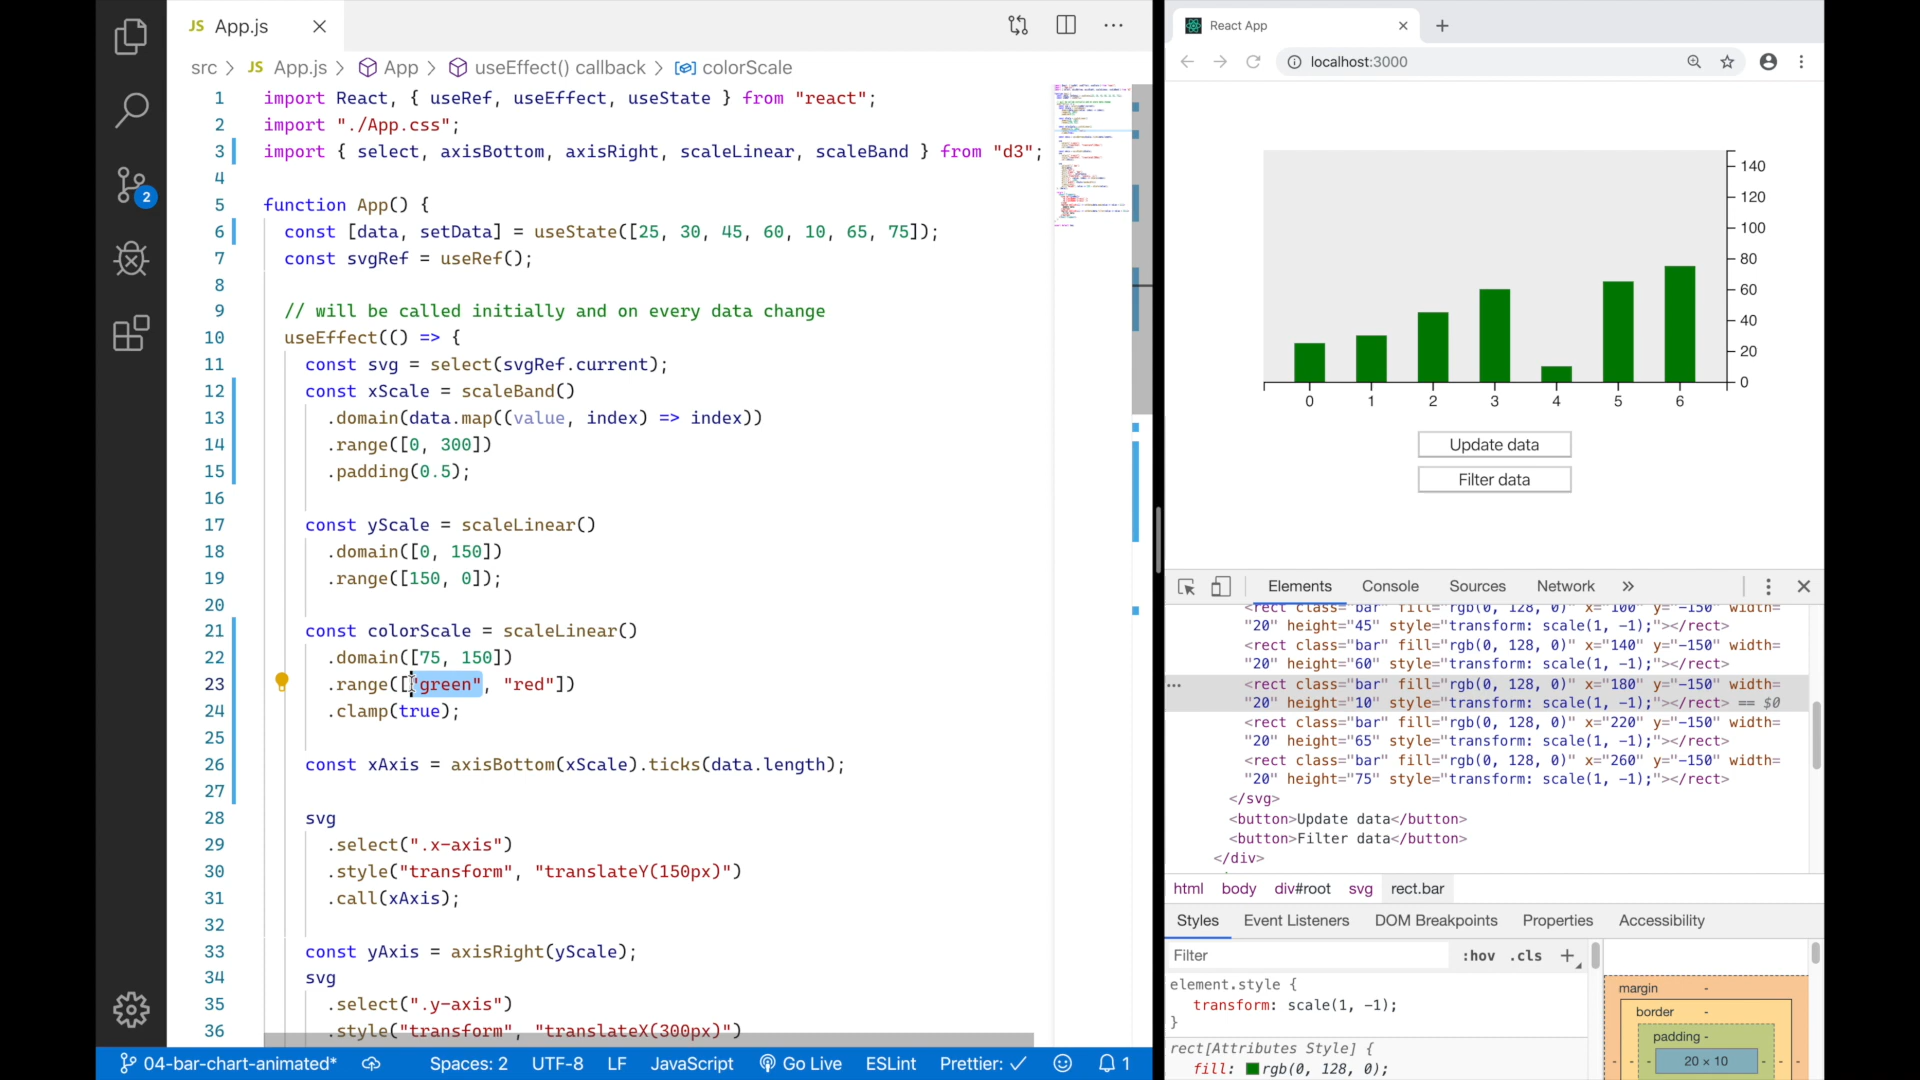 JS App.js
src > JS App.js > App > useEffect() callback > colorScale
1 import React, { useRef, useEffect, useState } from "react";
2 import "./App.css";
3 import { select, axisBottom, axisRight, scaleLinear, scaleBand } from "d3";
4
5 function App() {
6 const [data, setData] = useState([25, 30, 45, 60, 10, 65, 75]);
7 const svgRef = useRef();
8
9 // will be called initially and on every data change
10 useEffect(() => {
11 const svg = select(svgRef.current);
12 const xScale = scaleBand()
13 .domain(data.map((value, index) => index))
14 .range([0, 300])
15 .padding(0.5);
16
17 const yScale = scaleLinear()
18 .domain([0, 150])
19 .range([150, 0]);
20
21 const colorScale = scaleLinear()
22 .domain([75, 150])
23 .range(["green", "red"])
24 .clamp(true);
25
26 const xAxis = axisBottom(xScale).ticks(data.length);
27
28 svg
29 .select(".x-axis")
30 .style("transform", "translateY(150px)")
31 .call(xAxis);
32
33 const yAxis = axisRight(yScale);
34 svg
35 .select(".y-axis")
36 .style("transform", "translateX(300px)")
2
04-bar-chart-animated* Spaces: 2 UTF-8 LF JavaScript Go Live ESLint Prettier: ✓ 1
React App
localhost:3000
140
120
100
80
60
40
20
0
0 1 2 3 4 5 6
Update data
Filter data
Elements Console Sources Network »
<rect class="bar" fill="rgb(0, 128, 0)" x="100" y="-150" width=
"20" height="45" style="transform: scale(1, -1);"></rect>
<rect class="bar" fill="rgb(0, 128, 0)" x="140" y="-150" width=
"20" height="60" style="transform: scale(1, -1);"></rect>
<rect class="bar" fill="rgb(0, 128, 0)" x="180" y="-150" width=
"20" height="10" style="transform: scale(1, -1);"></rect> == $0
<rect class="bar" fill="rgb(0, 128, 0)" x="220" y="-150" width=
"20" height="65" style="transform: scale(1, -1);"></rect>
<rect class="bar" fill="rgb(0, 128, 0)" x="260" y="-150" width=
"20" height="75" style="transform: scale(1, -1);"></rect>
</svg>
<button>Update data</button>
<button>Filter data</button>
</div>
html body div#root svg rect.bar
Styles Event Listeners DOM Breakpoints Properties Accessibility
Filter :hov .cls +
element.style {
transform: scale(1, -1);
}
rect[Attributes Style] {
fill: rgb(0, 128, 0);
margin -
border -
padding -
20 × 10